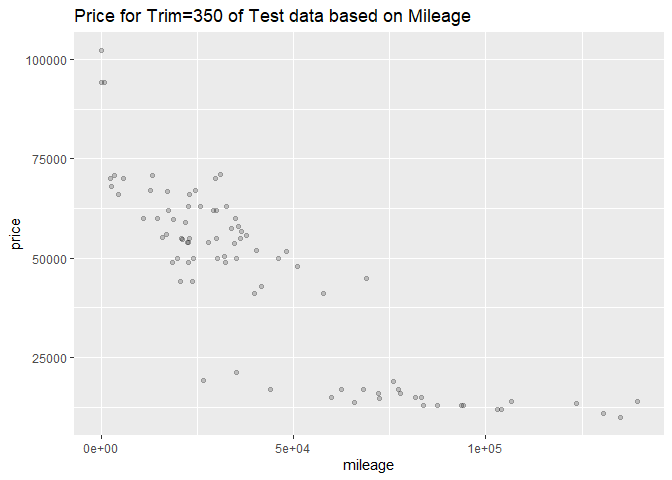 Price for Trim=350 of Test data based on Mileage
100000
75000
50000
25000
price
0e+00 5e+04 1e+05
mileage